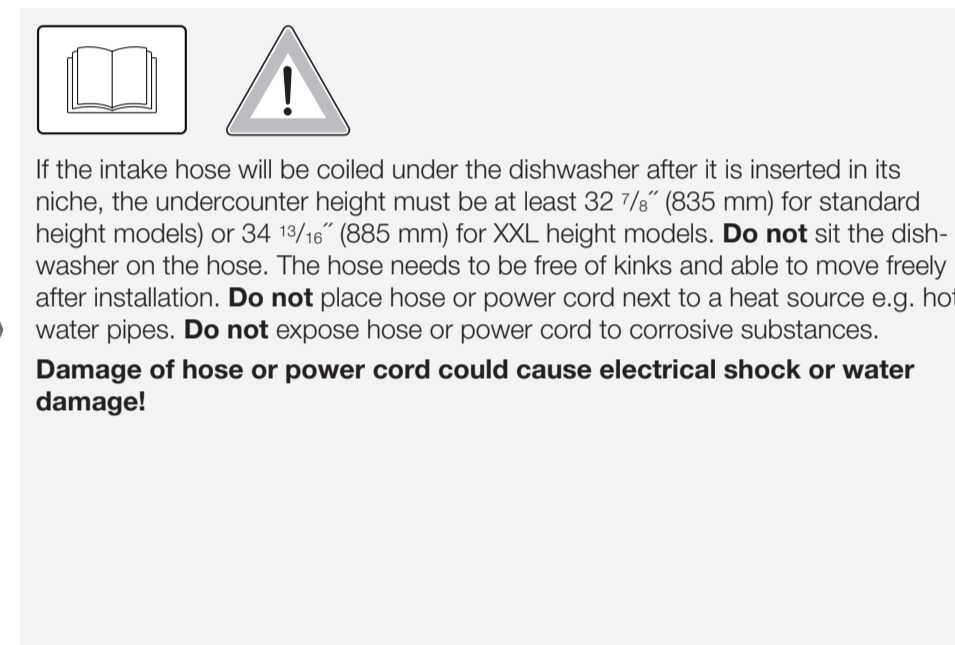 If the intake hose will be coiled under the dishwasher after it is inserted in its
niche, the undercounter height must be at least 32 7/8˝ (835 mm) for standard
height models) or 34 13/16˝ (885 mm) for XXL height models. Do not sit the dish-
washer on the hose. The hose needs to be free of kinks and able to move freely
after installation. Do not place hose or power cord next to a heat source e.g. hot
water pipes. Do not expose hose or power cord to corrosive substances.
Damage of hose or power cord could cause electrical shock or water
damage!